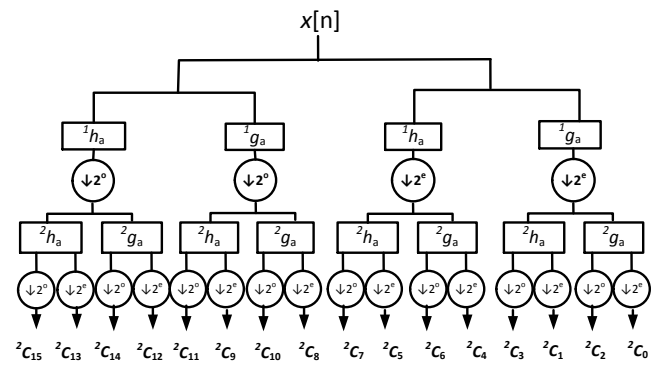 x[n]
¹hₐ ¹gₐ ¹hₐ ¹gₐ
↓2ᵒ ↓2ᵒ ↓2ᵉ ↓2ᵉ
²hₐ ²gₐ ²hₐ ²gₐ ²hₐ ²gₐ ²hₐ ²gₐ
↓2ᵒ ↓2ᵉ ↓2ᵒ ↓2ᵉ ↓2ᵒ ↓2ᵉ ↓2ᵒ ↓2ᵉ ↓2ᵒ ↓2ᵉ ↓2ᵒ ↓2ᵉ ↓2ᵒ ↓2ᵉ ↓2ᵒ ↓2ᵉ
²C₁₅ ²C₁₃ ²C₁₄ ²C₁₂ ²C₁₁ ²C₉ ²C₁₀ ²C₈ ²C₇ ²C₅ ²C₆ ²C₄ ²C₃ ²C₁ ²C₂ ²C₀